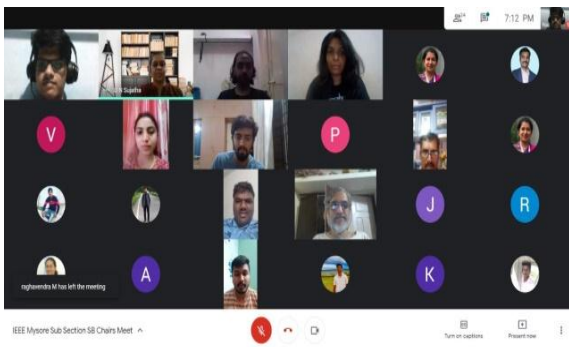 24
7:12 PM
N Sujatha
V
P
J
R
A
K
raghavendra M has left the meeting
IEEE Mysore Sub Section SB Chairs Meet
Turn on captions
Present now